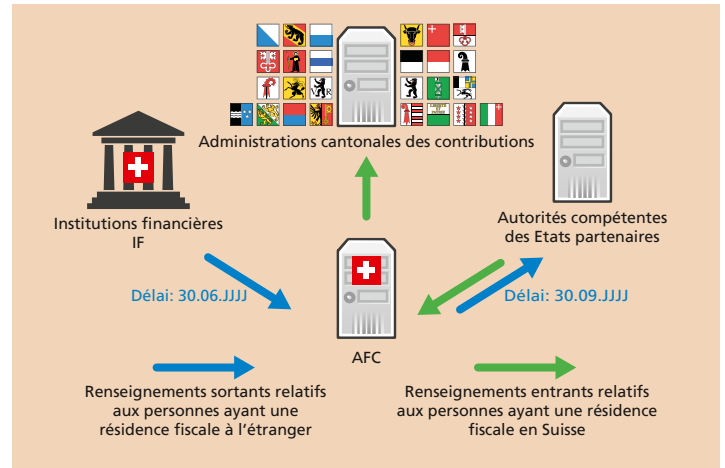 Administrations cantonales des contributions
Institutions financières
IF
Autorités compétentes
des Etats partenaires
Délai: 30.06.JJJJ
Délai: 30.09.JJJJ
AFC
Renseignements sortants relatifs
aux personnes ayant une
résidence fiscale à l'étranger
Renseignements entrants relatifs
aux personnes ayant une résidence
fiscale en Suisse